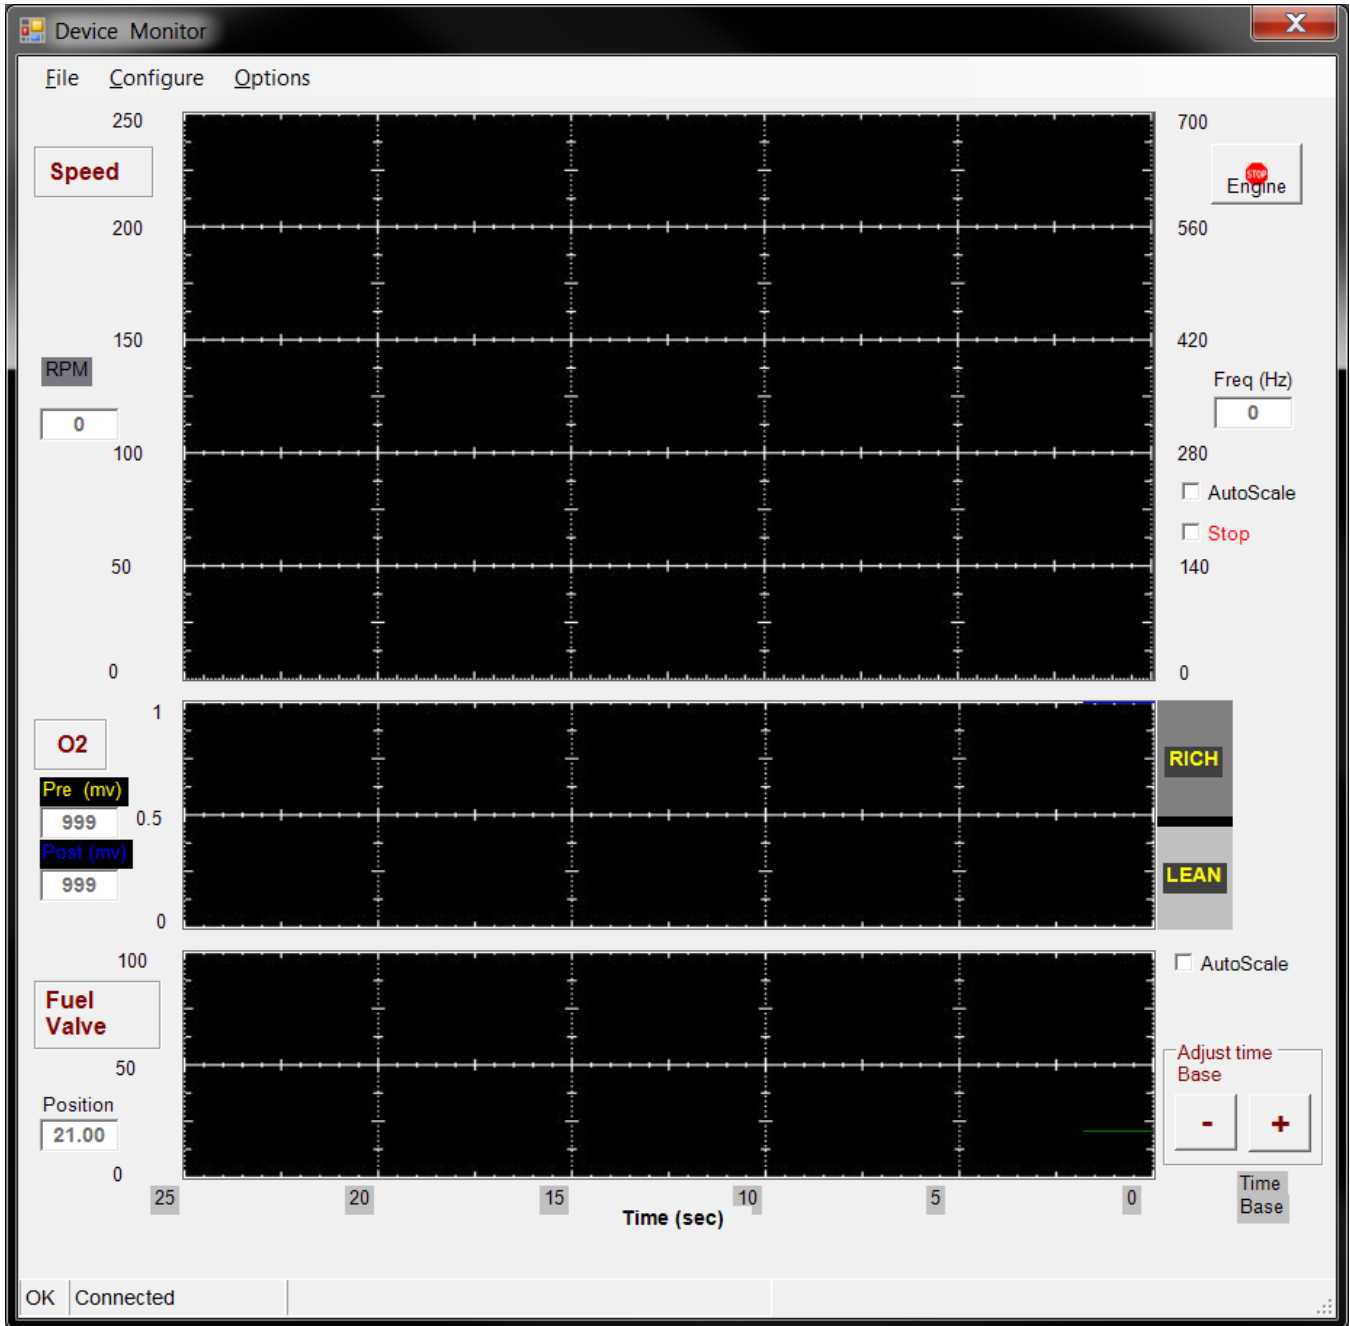 Device Monitor
X
File Configure Options
250
700
Speed
STOP
Engine
200
560
150
420
RPM
Freq (Hz)
0
0
100
280
AutoScale
Stop
50
140
0
0
1
O2
RICH
Pre (mv)
999
0.5
Post (mv)
LEAN
999
0
100
AutoScale
Fuel
Valve
Adjust time
Base
50
Position
- +
21.00
0
Time
Base
25 20 15 10 5 0
Time (sec)
OK Connected